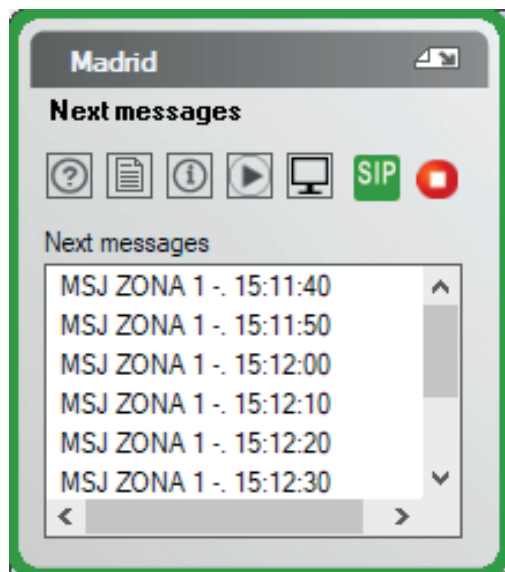 Madrid
Next messages
SIP
Next messages
MSJ ZONA 1 -. 15:11:40
MSJ ZONA 1 -. 15:11:50
MSJ ZONA 1 -. 15:12:00
MSJ ZONA 1 -. 15:12:10
MSJ ZONA 1 -. 15:12:20
MSJ ZONA 1 -. 15:12:30